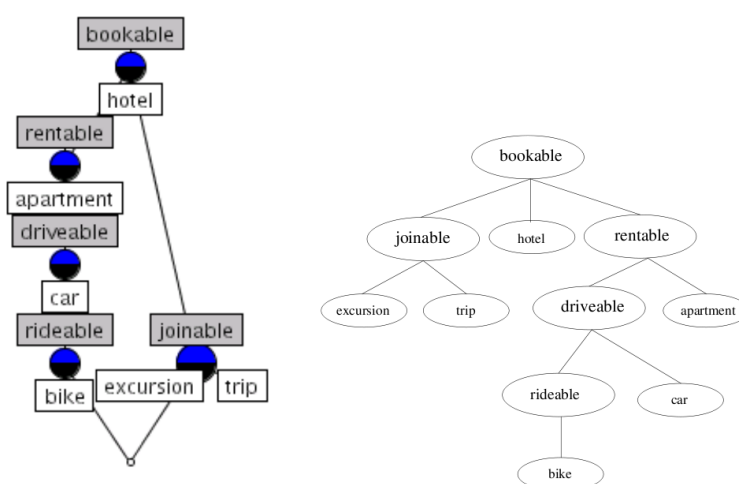 bookable
hotel
rentable
apartment
driveable
car
rideable
joinable
bike
excursion
trip
bookable
joinable
hotel
rentable
excursion
trip
driveable
apartment
rideable
car
bike